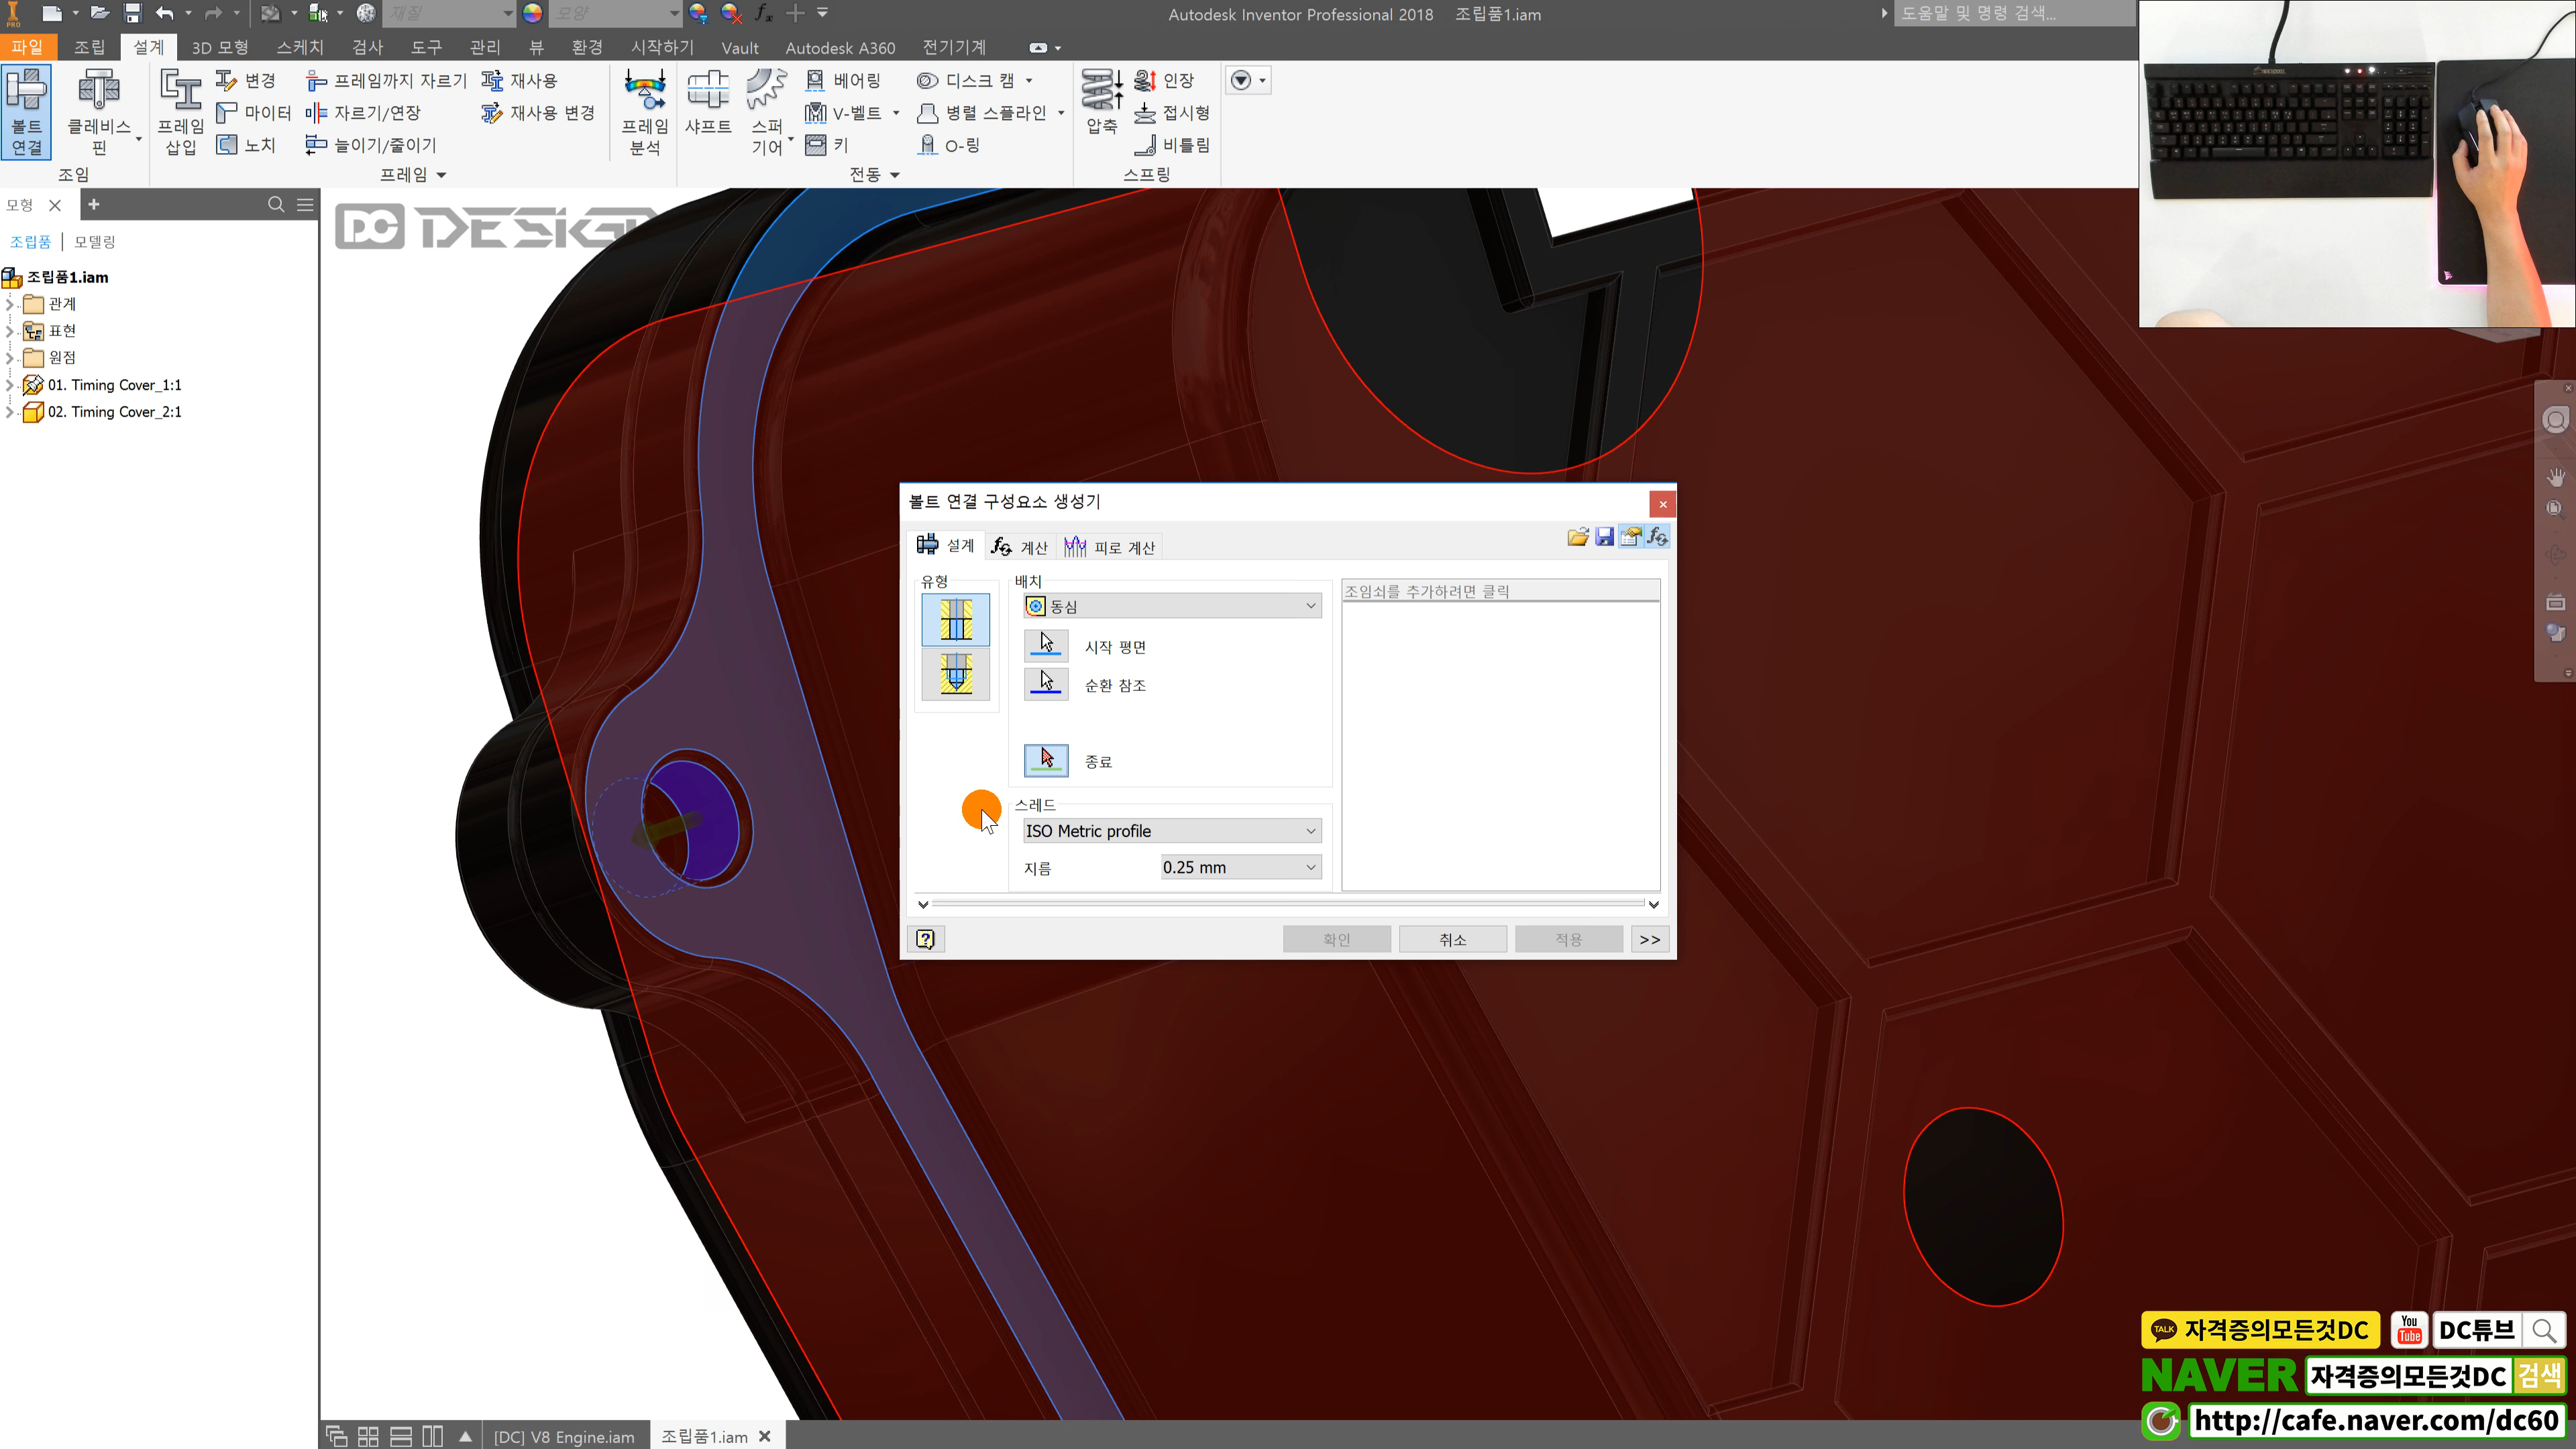 PRO
재질
모양
Autodesk Inventor Professional 2018 조립품1.iam
도움말 및 명령 검색...
파일 조립 설계 3D 모형 스케치 검사 도구 관리 뷰 환경 시작하기 Vault Autodesk A360 전기기계
볼트 연결
클레비스 핀
조임
프레임 삽입
변경
마이터
노치
프레임까지 자르기
자르기/연장
늘이기/줄이기
재사용
재사용 변경
프레임
프레임 분석
샤프트
스퍼 기어
베어링
V-벨트
키
디스크 캠
병렬 스플라인
O-링
전동
압축
인장
접시형
비틀림
스프링
모형
조립품 모델링
조립품1.iam
관계
표현
원점
01. Timing Cover_1:1
02. Timing Cover_2:1
DC DESIGN
볼트 연결 구성요소 생성기
설계 계산 피로 계산
유형
배치
동심
시작 평면
순환 참조
종료
스레드
ISO Metric profile
지름 0.25 mm
조임쇠를 추가하려면 클릭
확인 취소 적용 >>
[DC] V8 Engine.iam 조립품1.iam
TALK 자격증의모든것DC You Tube DC튜브
NAVER 자격증의모든것DC 검색
http://cafe.naver.com/dc60